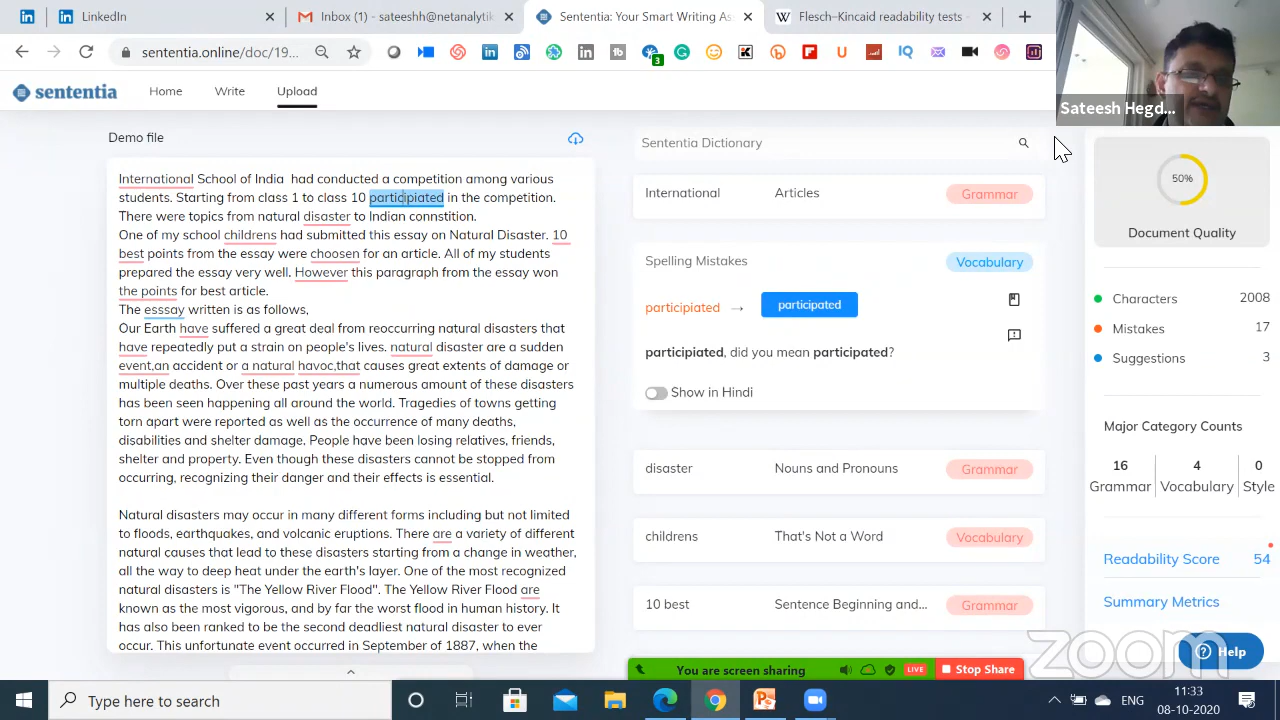 LinkedIn
Inbox (1) - sateeshh@netanalytik
Sententia: Your Smart Writing As
Flesch–Kincaid readability tests -
sententia.online/doc/19...
3
sententia
Home
Write
Upload
Sateesh Hegd...
Demo file
International School of India had conducted a competition among various
students. Starting from class 1 to class 10 participiated in the competition.
There were topics from natural disaster to Indian connstition.
One of my school childrens had submitted this essay on Natural Disaster. 10
best points from the essay were choosen for an article. All of my students
prepared the essay very well. However this paragraph from the essay won
the points for best article.
The esssay written is as follows,
Our Earth have suffered a great deal from reoccurring natural disasters that
have repeatedly put a strain on people's lives. natural disaster are a sudden
event,an accident or a natural havoc,that causes great extents of damage or
multiple deaths. Over these past years a numerous amount of these disasters
has been seen happening all around the world. Tragedies of towns getting
torn apart were reported as well as the occurrence of many deaths,
disabilities and shelter damage. People have been losing relatives, friends,
shelter and property. Even though these disasters cannot be stopped from
occurring, recognizing their danger and their effects is essential.
Natural disasters may occur in many different forms including but not limited
to floods, earthquakes, and volcanic eruptions. There are a variety of different
natural causes that lead to these disasters starting from a change in weather,
all the way to deep heat under the earth's layer. One of the most recognized
natural disasters is "The Yellow River Flood". The Yellow River Flood are
known as the most vigorous, and by far the worst flood in human history. It
has also been ranked to be the second deadliest natural disaster to ever
occur. This unfortunate event occurred in September of 1887, when the
Sententia Dictionary
International Articles Grammar
Spelling Mistakes Vocabulary
participiated → participated
participiated, did you mean participated?
Show in Hindi
disaster Nouns and Pronouns Grammar
childrens That's Not a Word Vocabulary
10 best Sentence Beginning and... Grammar
50%
Document Quality
Characters 2008
Mistakes 17
Suggestions 3
Major Category Counts
16 4 0
Grammar Vocabulary Style
Readability Score 54
Summary Metrics
Help
zoom
You are screen sharing
LIVE
Stop Share
Type here to search
ENG
11:33
08-10-2020